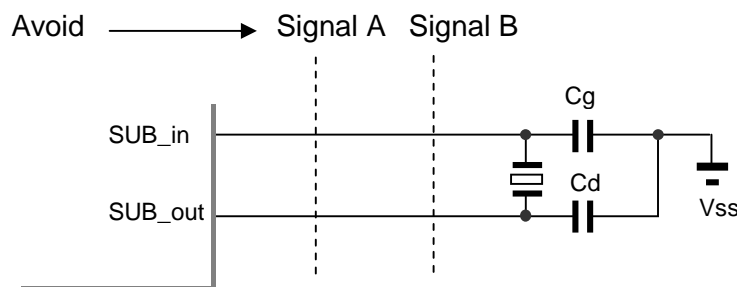 Avoid Signal A Signal B
Cg
SUB_in
Cd
SUB_out
Vss